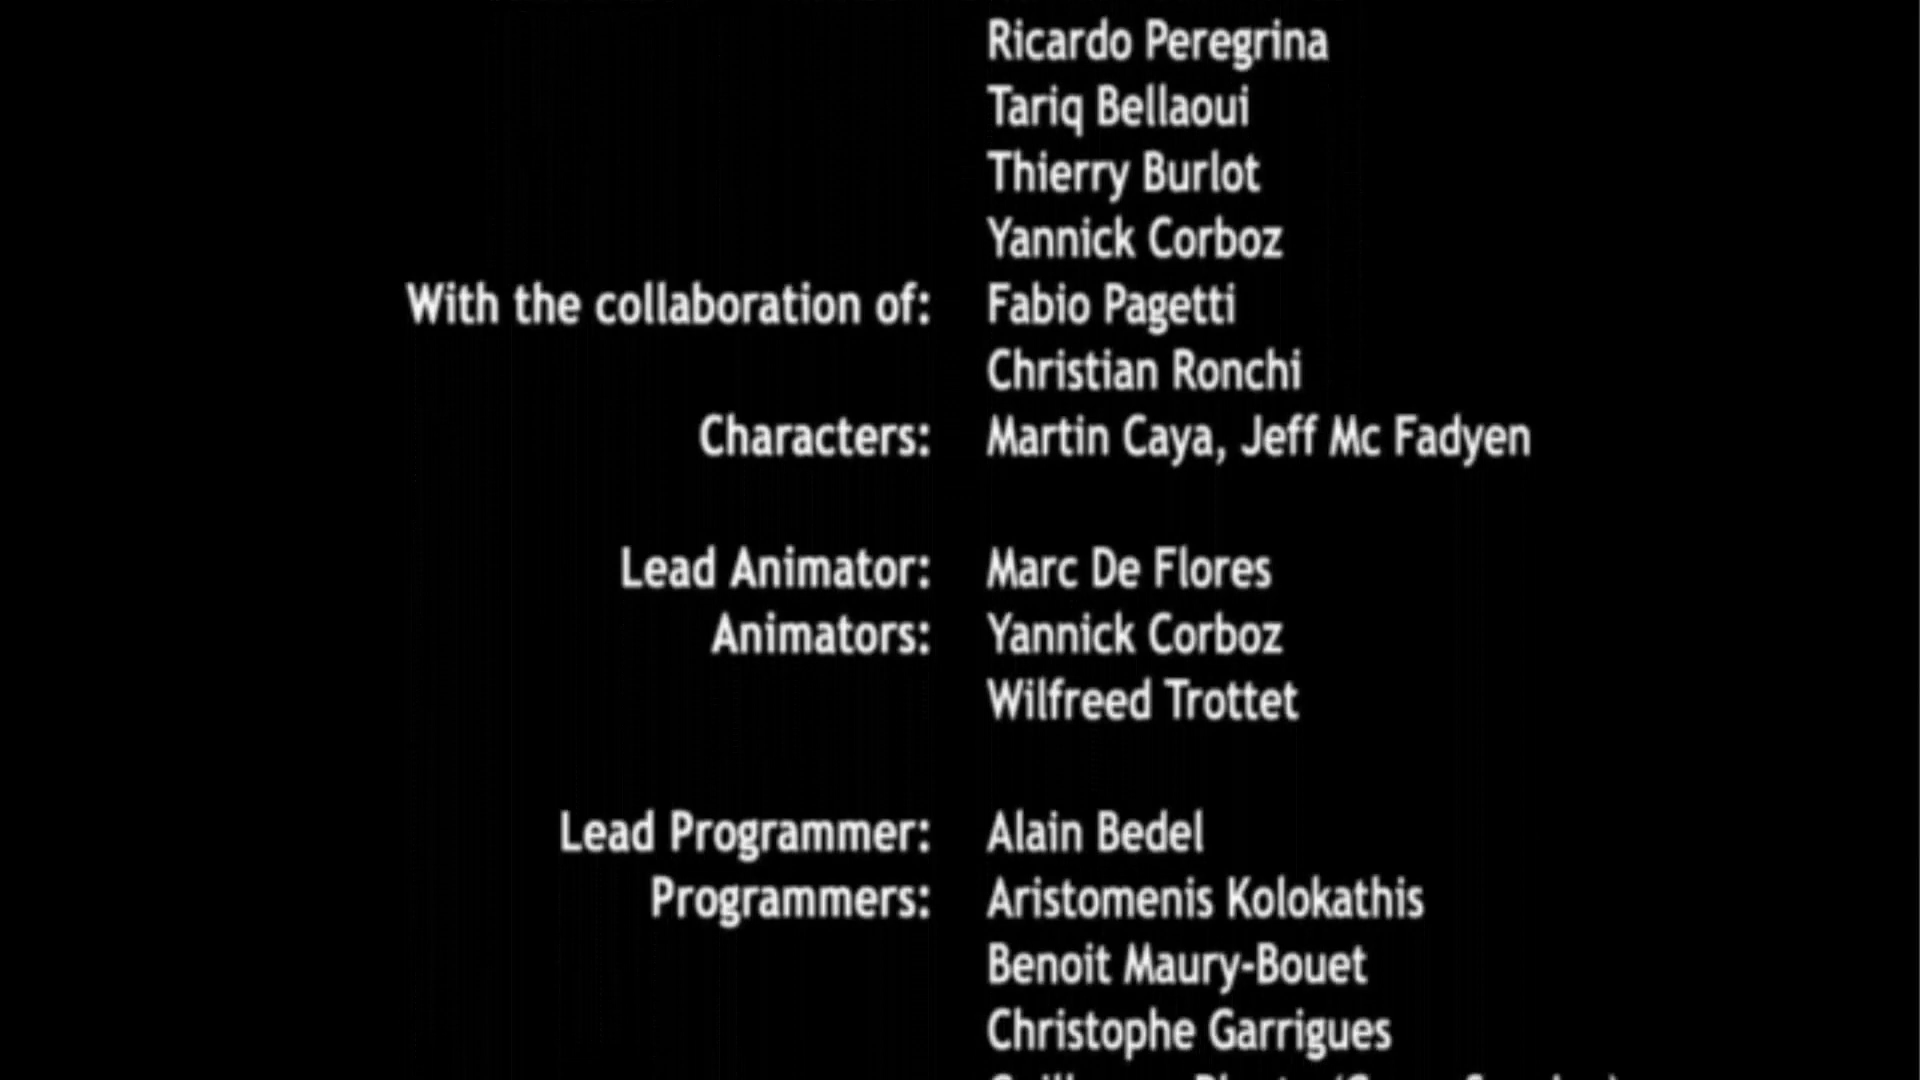 Ricardo Peregrina
Tariq Bellaoui
Thierry Burlot
Yannick Corboz
With the collaboration of: Fabio Pagetti
Christian Ronchi
Characters: Martin Caya, Jeff Mc Fadyen
Lead Animator: Marc De Flores
Animators: Yannick Corboz
Wilfreed Trottet
Lead Programmer: Alain Bedel
Programmers: Aristomenis Kolokathis
Benoit Maury-Bouet
Christophe Garrigues